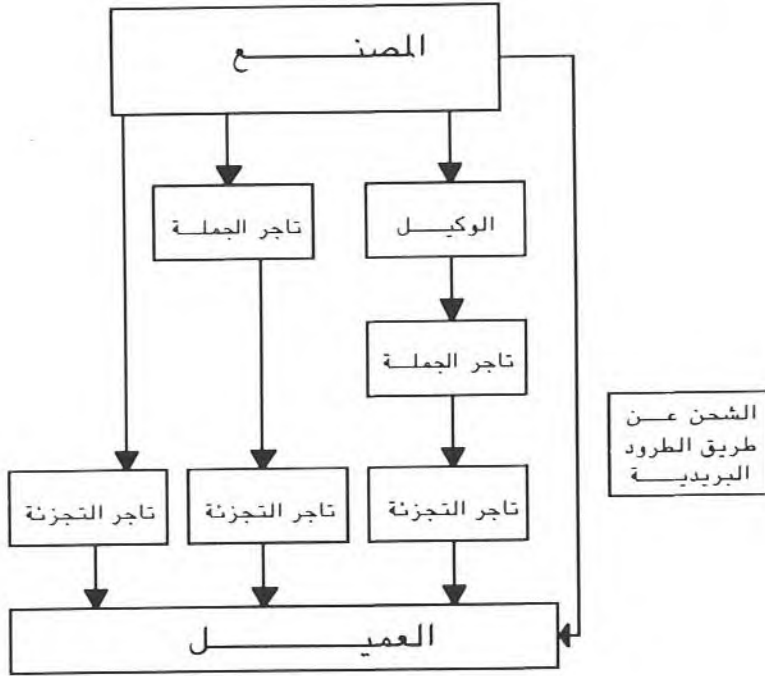 المصنع
تاجر الجملة
الوكيل
تاجر الجملة
الشحن عن
طريق الطرود
البريدية
تاجر التجزئة
تاجر التجزئة
تاجر التجزئة
العميل